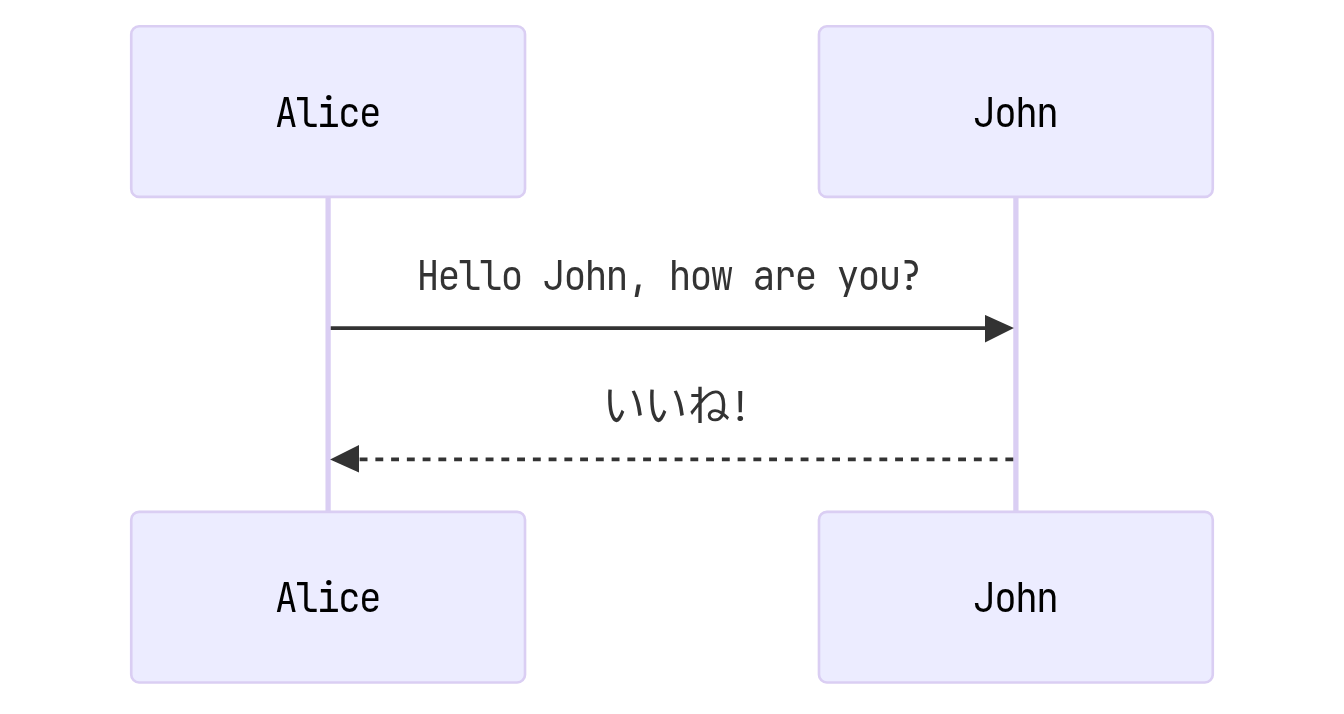 Alice
John
Hello John, how are you?
いいね!
Alice
John